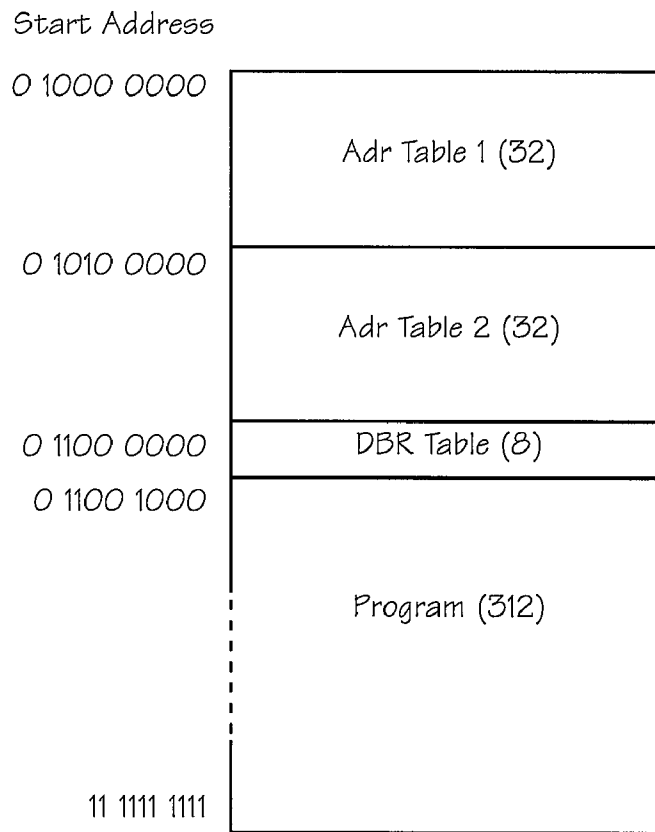 Start Address
0 1000 0000
Adr Table 1 (32)
0 1010 0000
Adr Table 2 (32)
0 1100 0000
DBR Table (8)
0 1100 1000
Program (312)
11 1111 1111